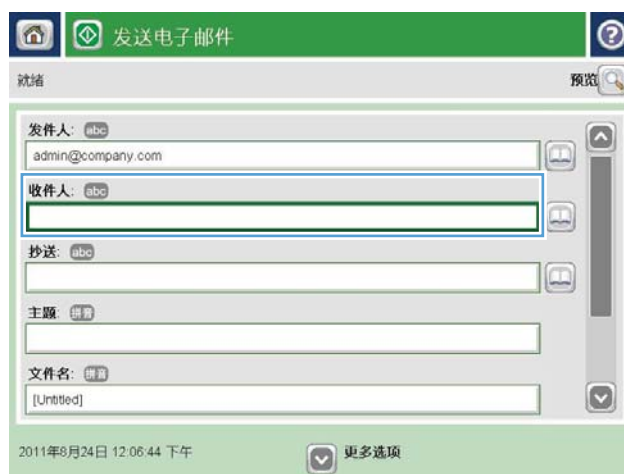 发送电子邮件
?
就绪 预览
发件人: abc
admin@company.com
收件人: abc
抄送: abc
主题: 拼音
文件名: 拼音
[Untitled]
2011年8月24日 12:06:44 下午 更多选项